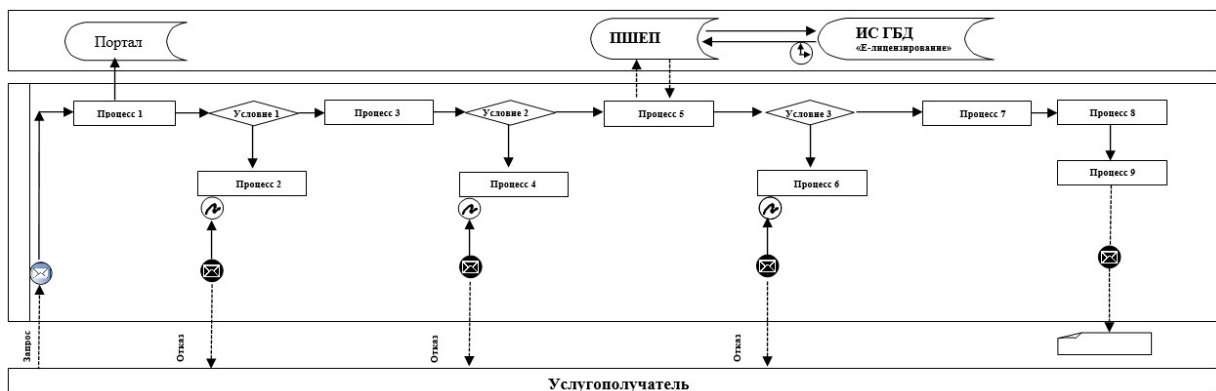 Портал
ПШЕП
ИС ГБД
«Е-лицензирование»
Процесс 1
Условие 1
Процесс 3
Условие 2
Процесс 5
Условие 3
Процесс 7
Процесс 8
Процесс 2
Процесс 4
Процесс 6
Процесс 9
Запрос
Отказ
Отказ
Отказ
Услугополучатель